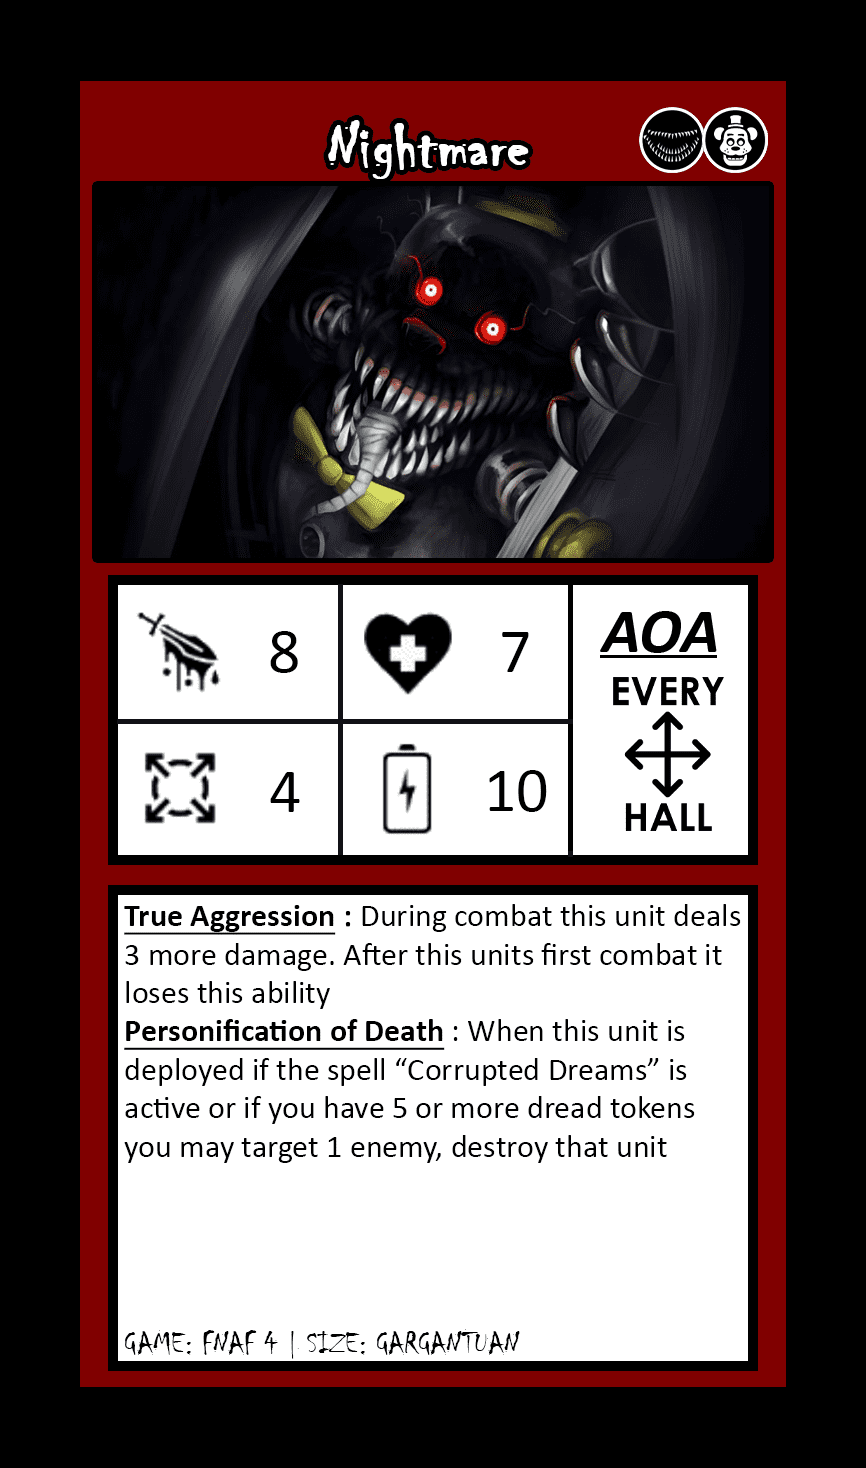 Nightmare
8
7
AOA
EVERY
HALL
4
10
True Aggression : During combat this unit deals
3 more damage. After this units first combat it
loses this ability
Personification of Death : When this unit is
deployed if the spell “Corrupted Dreams” is
active or if you have 5 or more dread tokens
you may target 1 enemy, destroy that unit
GAME: FNAF 4 | SIZE: GARGANTUAN